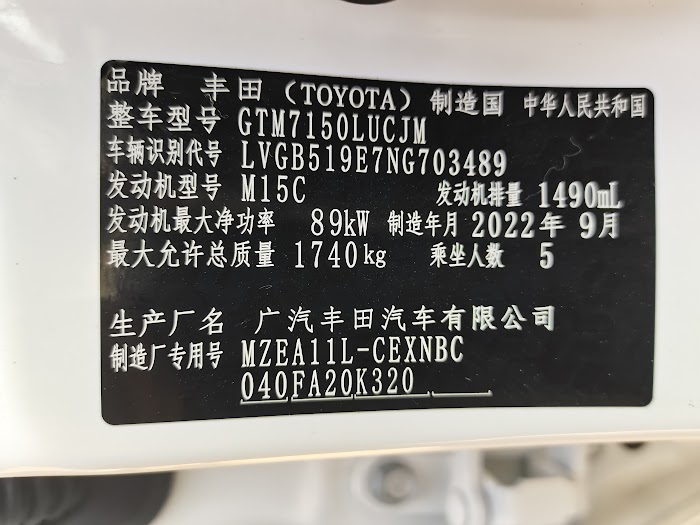 品牌 丰田（TOYOTA） 制造国 中华人民共和国
整车型号 GTM7150LUCJM
车辆识别代号 LVGB519E7NG703489
发动机型号 M15C 发动机排量 1490mL
发动机最大净功率 89kW 制造年月 2022年 9月
最大允许总质量 1740kg 乘坐人数 5
生产厂名 广汽丰田汽车有限公司
制造厂专用号 MZEA11L-CEXNBC
040FA20K320